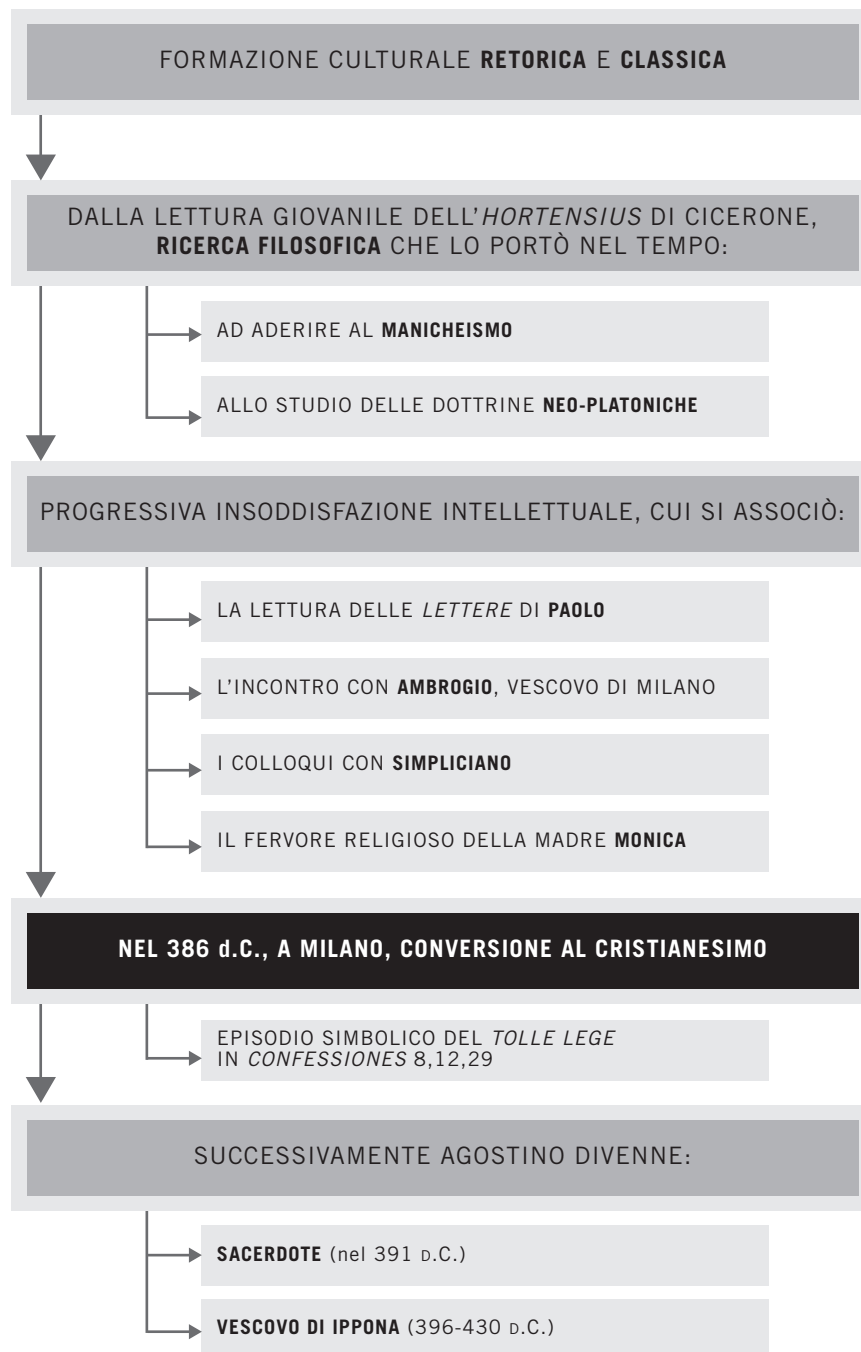 FORMAZIONE CULTURALE RETORICA E CLASSICA
DALLA LETTURA GIOVANILE DELL'HORTENSIUS DI CICERONE,
RICERCA FILOSOFICA CHE LO PORTÒ NEL TEMPO:
AD ADERIRE AL MANICHEISMO
ALLO STUDIO DELLE DOTTRINE NEO-PLATONICHE
PROGRESSIVA INSODDISFAZIONE INTELLETTUALE, CUI SI ASSOCIÒ:
LA LETTURA DELLE LETTERE DI PAOLO
L'INCONTRO CON AMBROGIO, VESCOVO DI MILANO
I COLLOQUI CON SIMPLICIANO
IL FERVORE RELIGIOSO DELLA MADRE MONICA
NEL 386 d.C., A MILANO, CONVERSIONE AL CRISTIANESIMO
EPISODIO SIMBOLICO DEL TOLLE LEGE
IN CONFESSIONES 8,12,29
SUCCESSIVAMENTE AGOSTINO DIVENNE:
SACERDOTE (nel 391 D.C.)
VESCOVO DI IPPONA (396-430 D.C.)